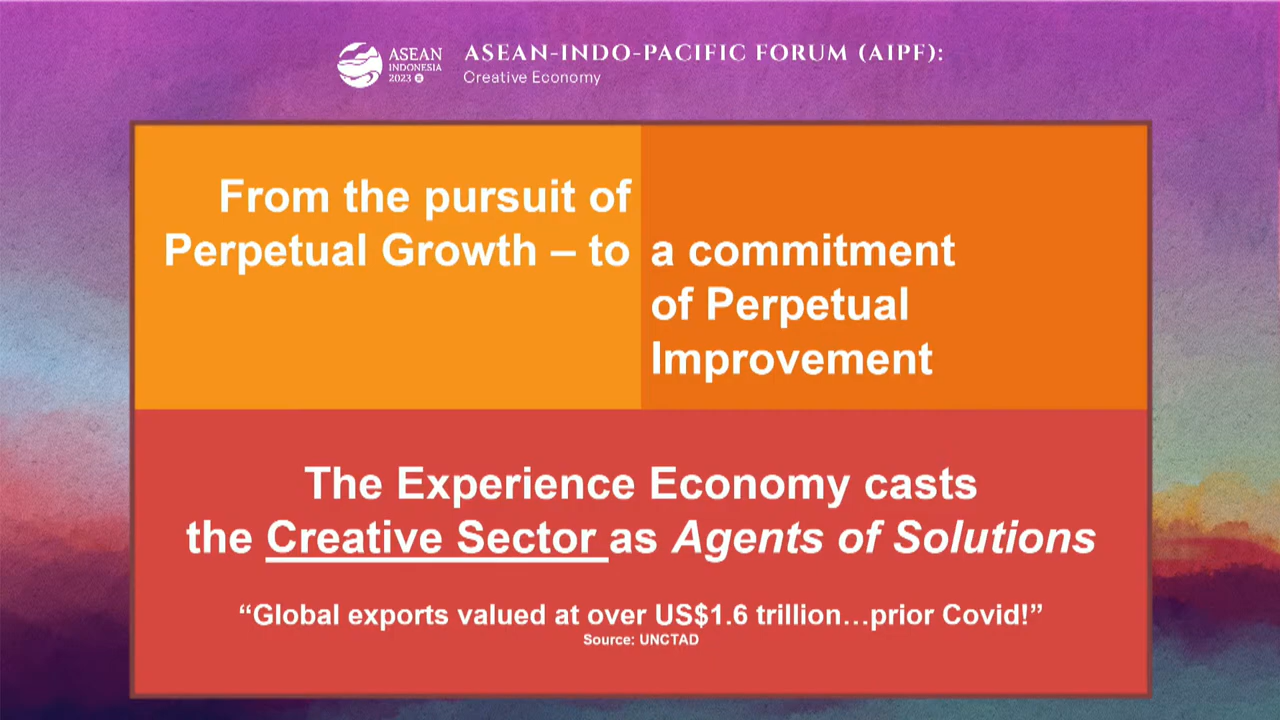 ASEAN
INDONESIA
2023
ASEAN-INDO-PACIFIC FORUM (AIPF):
Creative Economy
From the pursuit of
Perpetual Growth – to
a commitment
of Perpetual
Improvement
The Experience Economy casts
the Creative Sector as Agents of Solutions
“Global exports valued at over US$1.6 trillion…prior Covid!”
Source: UNCTAD